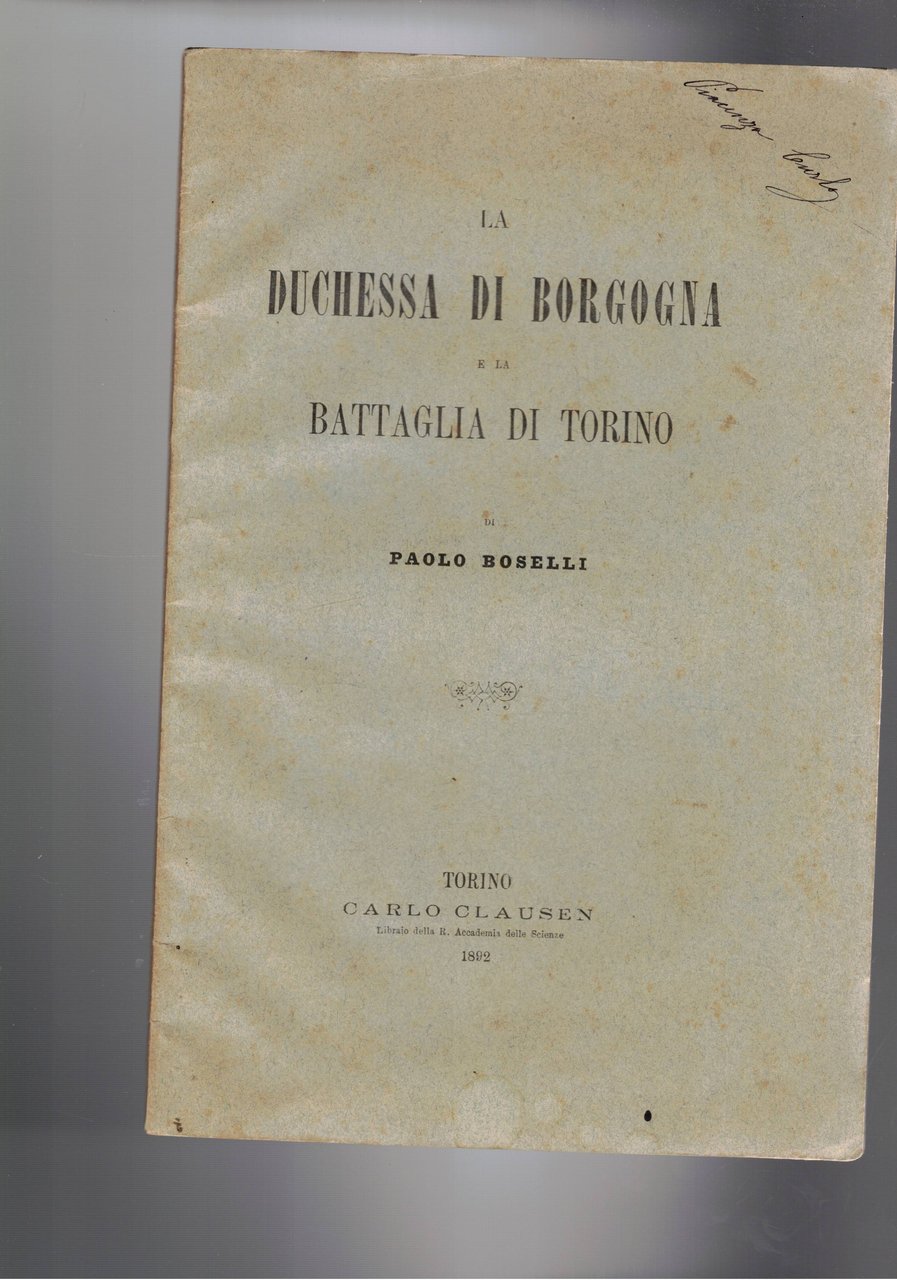 LA
DUCHESSA DI BORGOGNA
E LA
BATTAGLIA DI TORINO
DI
PAOLO BOSELLI
TORINO
CARLO CLAUSEN
Libraio della R. Accademia delle Scienze
1892